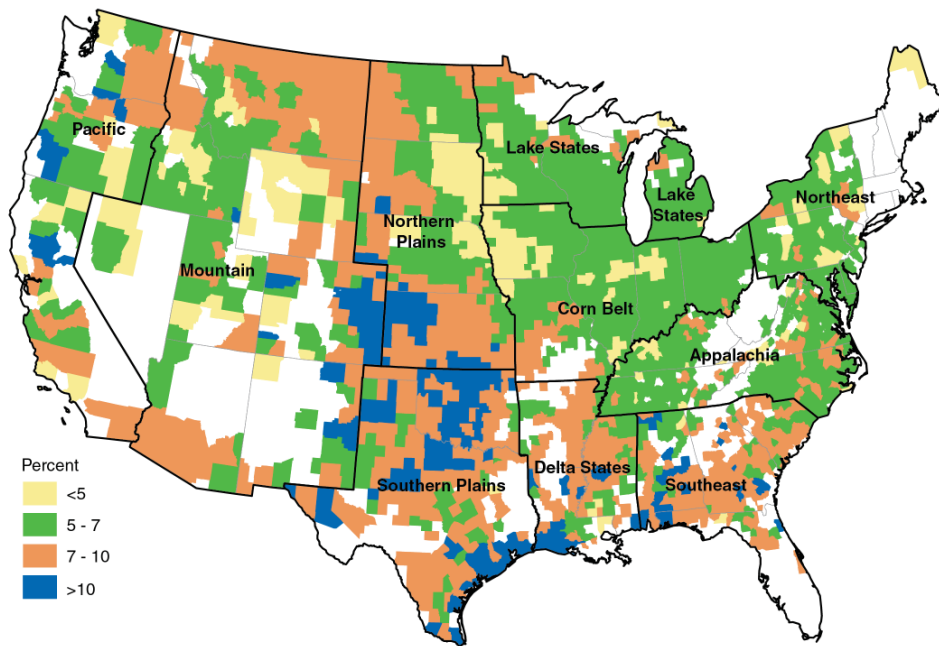 Pacific
Lake States
Lake
States
Northeast
Northern
Plains
Mountain
Corn Belt
Appalachia
Percent
<5
5 - 7
7 - 10
>10
Southern Plains
Delta States
Southeast